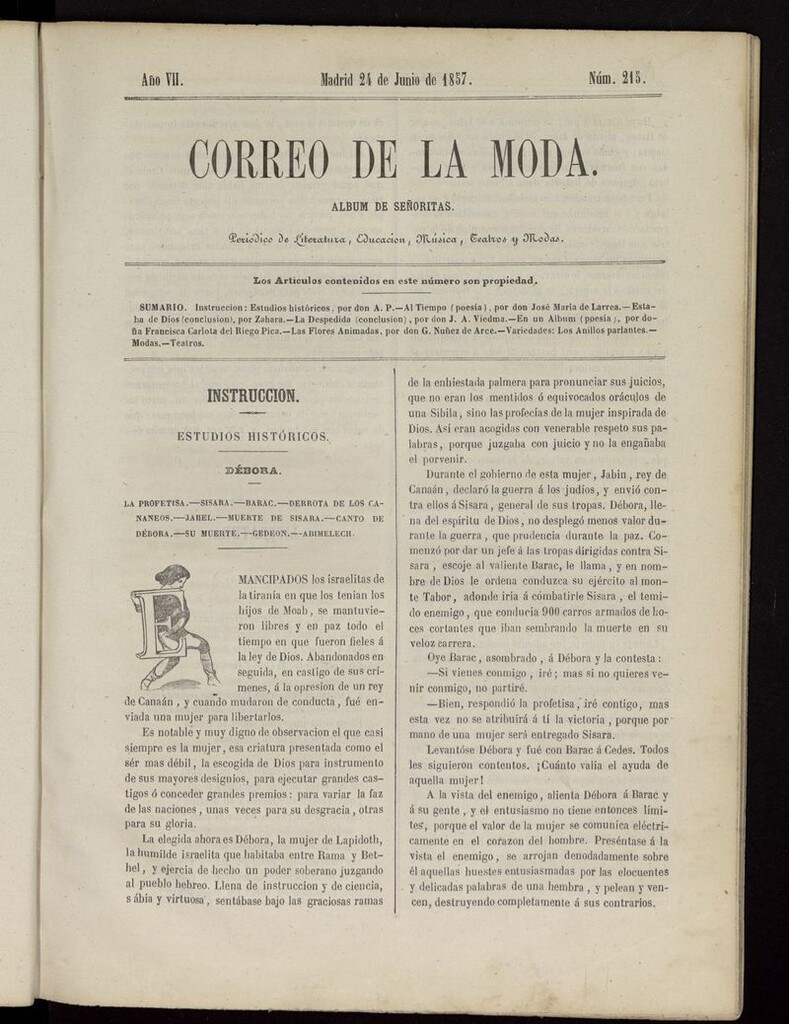 Año VII.
Madrid 24 de Junio de 1857.
Núm. 215.
CORREO DE LA MODA.
ALBUM DE SEÑORITAS.
Periódico de Literatura, Educacion, Música, Teatros y Modas.
Los Artículos contenidos en este número son propiedad.
SUMARIO. Instruccion: Estudios históricos, por don A. P.—Al Tiempo (poesía), por don José María de Larrea.—Esta-
ba de Dios (conclusion), por Zahara.—La Despedida (conclusion), por don J. A. Viedma.—En un Album (poesía), por do-
ña Francisca Carlota del Riego Pica.—Las Flores Animadas, por don G. Nuñez de Arce.—Variedades: Los Anillos parlantes.—
Modas.—Teatros.
INSTRUCCION.
ESTUDIOS HISTÓRICOS.
DÉBORA.
LA PROFETISA.—SISARA.—BARAC.—DERROTA DE LOS CA-
NANEOS.—JAHEL.—MUERTE DE SISARA.—CANTO DE
DÉBORA.—SU MUERTE.—GEDEON.—ABIMELECH.
EMANCIPADOS los israelitas de
la tiranía en que los tenian los
hijos de Moab, se mantuvie-
ron libres y en paz todo el
tiempo en que fueron fieles á
la ley de Dios. Abandonados en
seguida, en castigo de sus crí-
menes, á la opresion de un rey
de Canaán, y cuando mudaron de conducta, fué en-
viada una mujer para libertarlos.
Es notable y muy digno de observacion el que casi
siempre es la mujer, esa criatura presentada como el
sér mas débil, la escogida de Dios para instrumento
de sus mayores designios, para ejecutar grandes cas-
tigos ó conceder grandes premios: para variar la faz
de las naciones, unas veces para su desgracia, otras
para su gloria.
La elegida ahora es Débora, la mujer de Lapidoth,
la humilde israelita que habitaba entre Rama y Bet-
hel, y ejercia de hecho un poder soberano juzgando
al pueblo hebreo. Llena de instruccion y de ciencia,
sábia y virtuosa, sentábase bajo las graciosas ramas
de la enhiestada palmera para pronunciar sus juicios,
que no eran los mentidos ó equivocados oráculos de
una Sibila, sino las profecías de la mujer inspirada de
Dios. Así eran acogidas con venerable respeto sus pa-
labras, porque juzgaba con juicio y no la engañaba
el porvenir.
Durante el gobierno de esta mujer, Jabin, rey de
Canaán, declaró la guerra á los judíos, y envió con-
tra ellos á Sisara, general de sus tropas. Débora, lle-
na del espíritu de Dios, no desplegó menos valor du-
rante la guerra, que prudencia durante la paz. Co-
menzó por dar un jefe á las tropas dirigidas contra Si-
sara, escoje al valiente Barac, le llama, y en nom-
bre de Dios le ordena conduzca su ejército al mon-
te Tabor, adonde iria á combatirle Sisara, el temi-
do enemigo, que conducia 900 carros armados de ho-
ces cortantes que iban sembrando la muerte en su
veloz carrera.
Oye Barac, asombrado, á Débora y la contesta:
—Si vienes conmigo, iré; mas si no quieres ve-
nir conmigo, no partiré.
—Bien, respondió la profetisa, iré contigo, mas
esta vez no se atribuirá á tí la victoria, porque por
mano de una mujer será entregado Sisara.
Levantóse Débora y fué con Barac á Cedes. Todos
les siguieron contentos. ¡Cuánto valia el ayuda de
aquella mujer!
A la vista del enemigo, alienta Débora á Barac y
á su gente, y el entusiasmo no tiene entonces lími-
tes, porque el valor de la mujer se comunica eléctri-
camente en el corazon del hombre. Preséntase á la
vista el enemigo, se arrojan denodadamente sobre
él aquellas huestes entusiasmadas por las elocuentes
y delicadas palabras de una hembra, y pelean y ven-
cen, destruyendo completamente á sus contrarios.